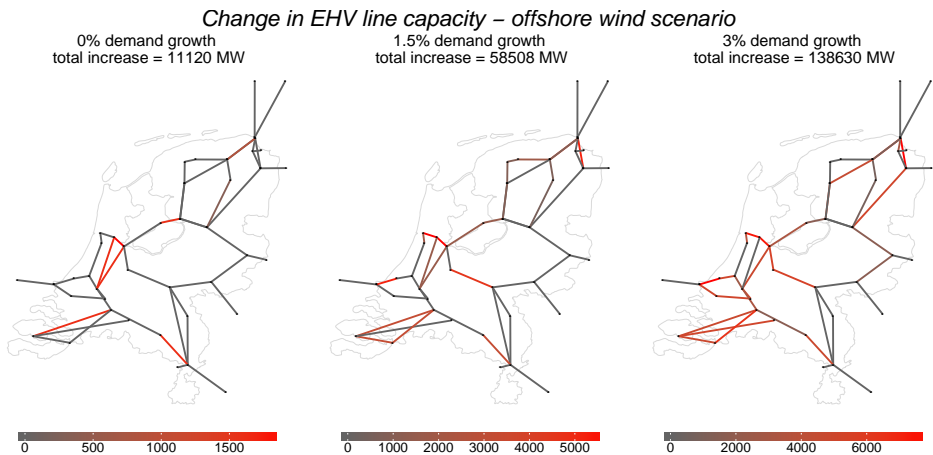 Change in EHV line capacity – offshore wind scenario
0% demand growth
total increase = 11120 MW
1.5% demand growth
total increase = 58508 MW
3% demand growth
total increase = 138630 MW
0 500 1000 1500
0 1000 2000 3000 4000 5000
0 2000 4000 6000